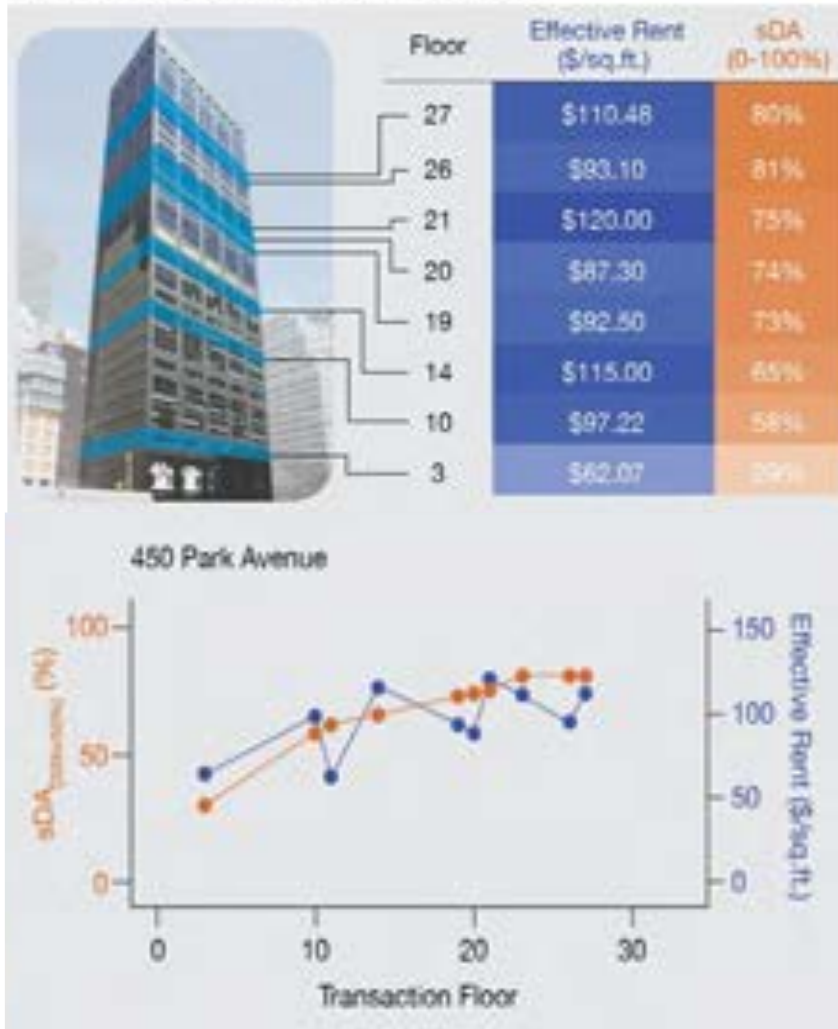 Floor Effective Rent ($/sq.ft.) sDA (0-100%)
27 $110.48 80%
26 $93.10 81%
21 $120.00 75%
20 $87.30 74%
19 $92.50 73%
14 $115.00 65%
10 $97.22 58%
3 $62.07 29%
450 Park Avenue
100
50
0
sDA (%)
150
100
50
0
Effective Rent ($/sq.ft.)
0 10 20 30
Transaction Floor